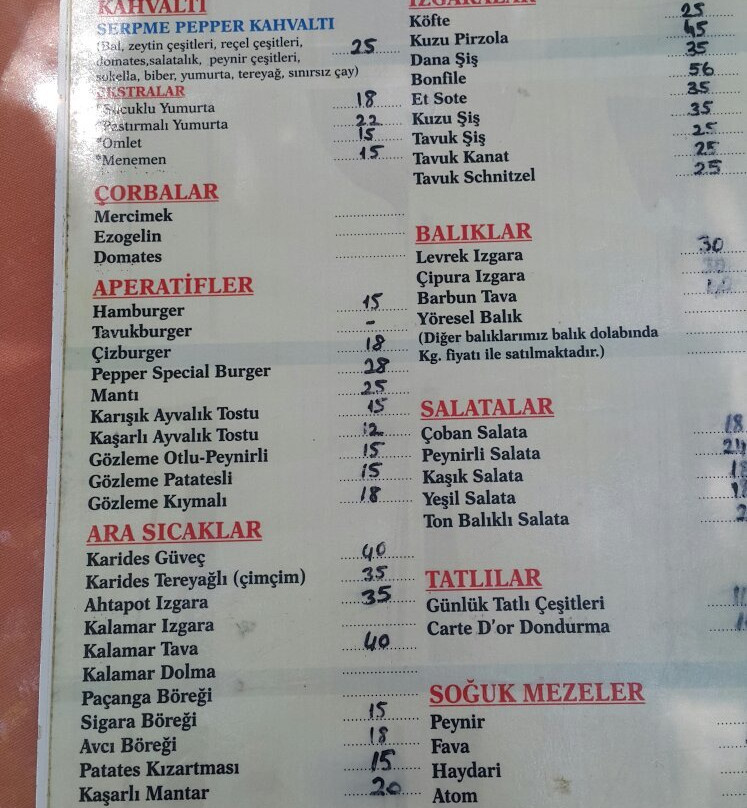 KAHVALTI
SERPME PEPPER KAHVALTI
(Bal, zeytin çeşitleri, reçel çeşitleri,
domates,salatalık, peynir çeşitleri, 25
sukella, biber, yumurta, tereyağ, sınırsız çay)
EKSTRALAR
*Sucuklu Yumurta 18
*Pastırmalı Yumurta 22
*Omlet 15
*Menemen 15
ÇORBALAR
Mercimek
Ezogelin
Domates
APERATİFLER
Hamburger 15
Tavukburger -
Çizburger 18
Pepper Special Burger 28
Mantı 25
Karışık Ayvalık Tostu 15
Kaşarlı Ayvalık Tostu 12
Gözleme Otlu-Peynirli 15
Gözleme Patatesli 15
Gözleme Kıymalı 18
ARA SICAKLAR
Karides Güveç 40
Karides Tereyağlı (çimçim) 35
Ahtapot Izgara 35
Kalamar Izgara
Kalamar Tava 40
Kalamar Dolma
Paçanga Böreği
Sigara Böreği 15
Avcı Böreği 18
Patates Kızartması 15
Kaşarlı Mantar 20
IZGARALAR
Köfte 25
Kuzu Pirzola 45
Dana Şiş 35
Bonfile 56
Et Sote 35
Kuzu Şiş 35
Tavuk Şiş 25
Tavuk Kanat 25
Tavuk Schnitzel 25
BALIKLAR
Levrek Izgara 30
Çipura Izgara 30
Barbun Tava
Yöresel Balık
(Diğer balıklarımız balık dolabında
Kg. fiyatı ile satılmaktadır.)
SALATALAR
Çoban Salata 18
Peynirli Salata
Kaşık Salata
Yeşil Salata
Ton Balıklı Salata
TATLILAR
Günlük Tatlı Çeşitleri
Carte D'or Dondurma
SOĞUK MEZELER
Peynir
Fava
Haydari
Atom